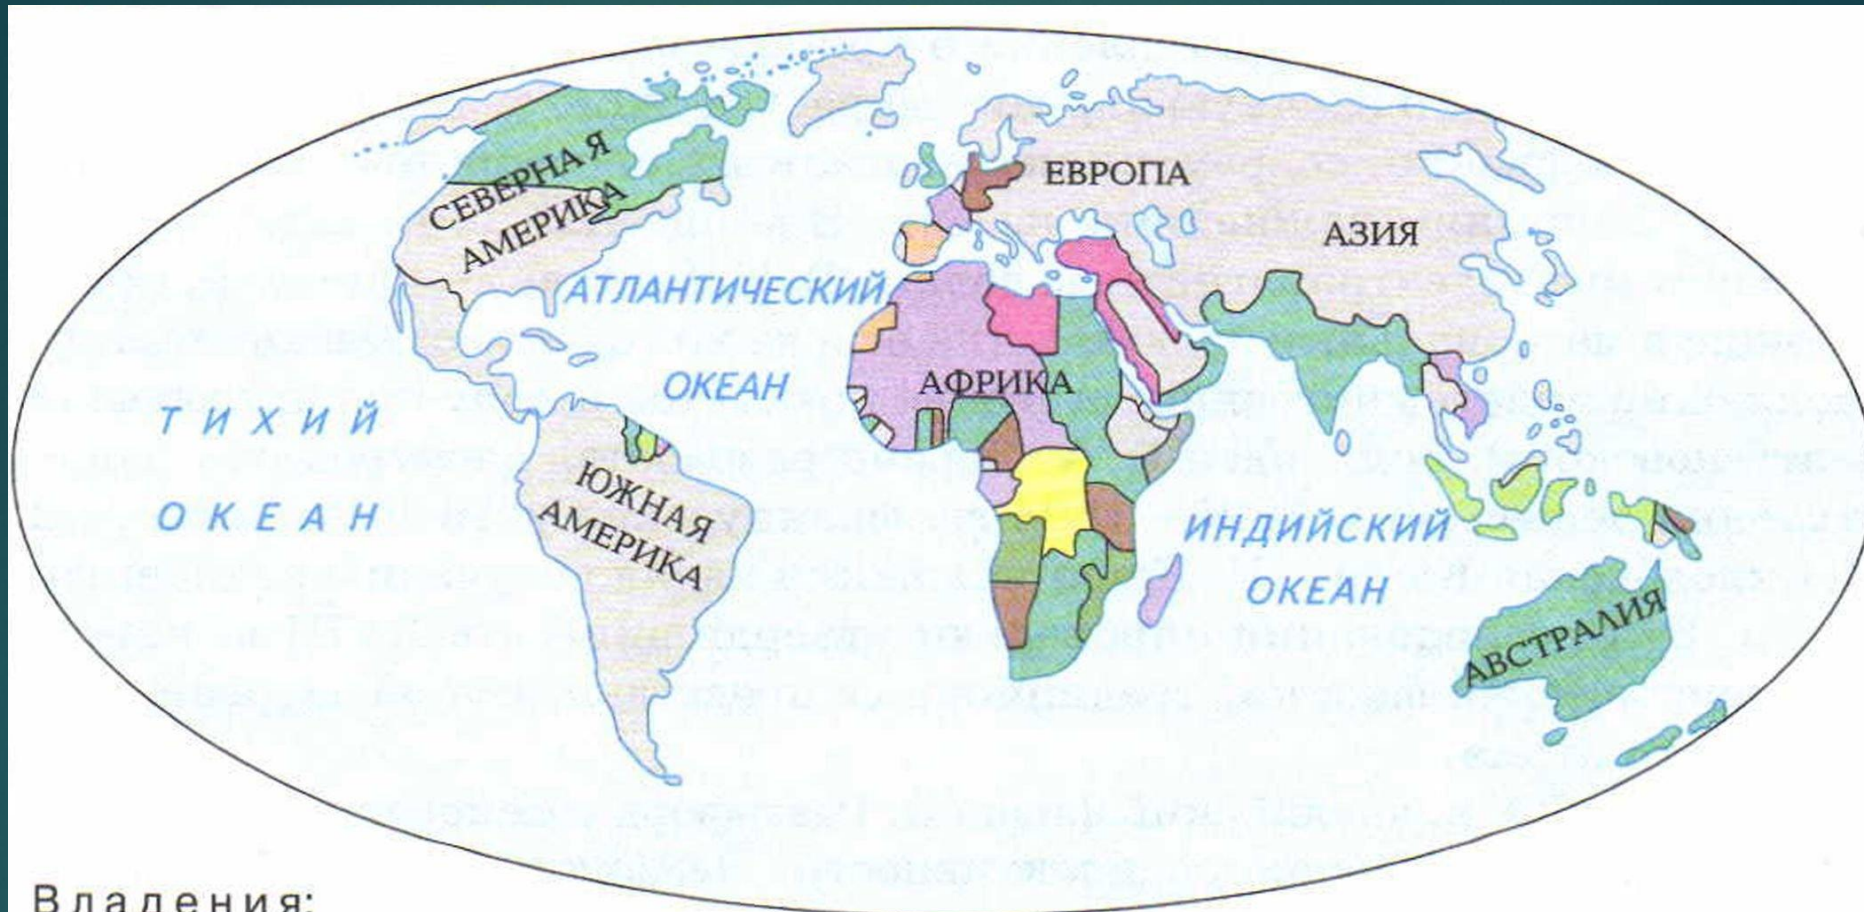 СЕВЕРНАЯ
АМЕРИКА
ЕВРОПА
АЗИЯ
АТЛАНТИЧЕСКИЙ
ОКЕАН
АФРИКА
ТИХИЙ
ОКЕАН
ЮЖНАЯ
АМЕРИКА
ИНДИЙСКИЙ
ОКЕАН
АВСТРАЛИЯ
Владения: